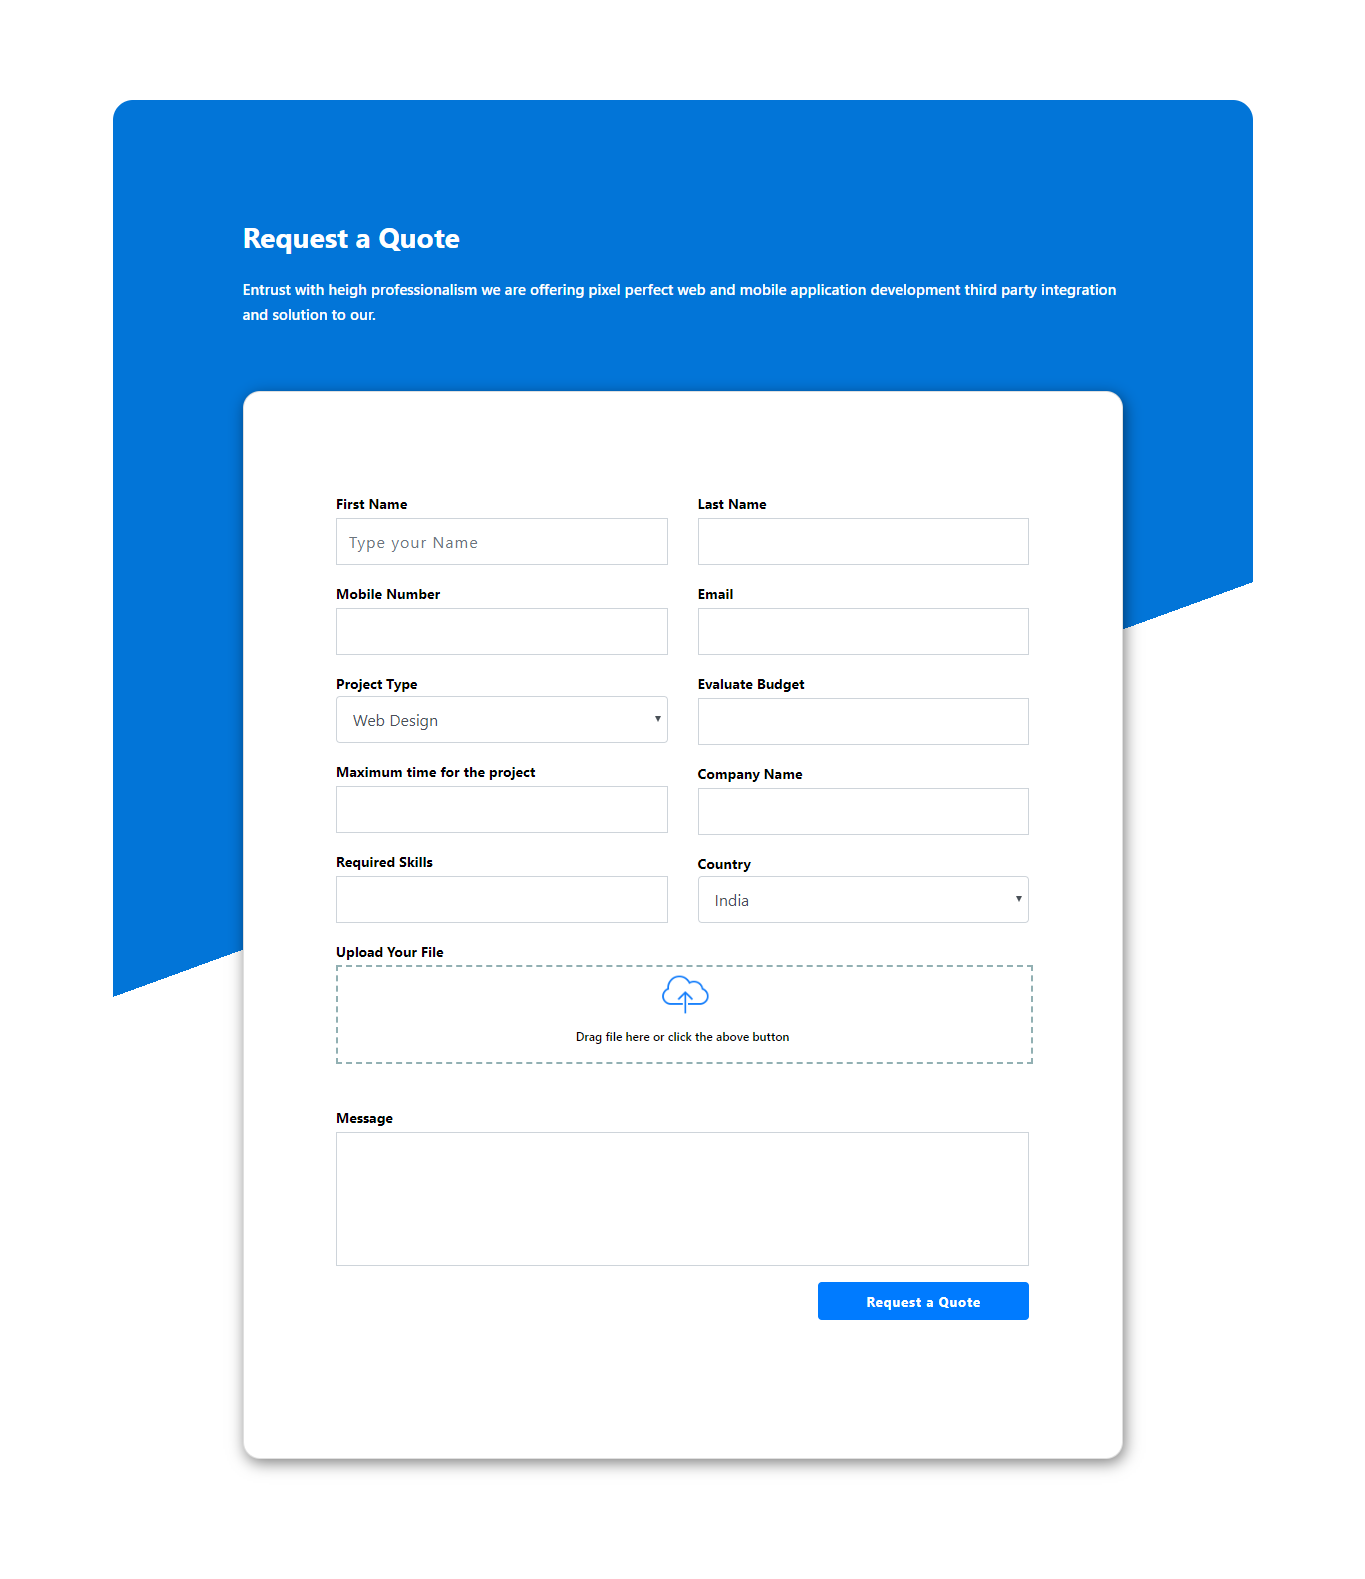 Request a Quote
Entrust with heigh professionalism we are offering pixel perfect web and mobile application development third party integration
and solution to our.
First Name
Last Name
Type your Name
Mobile Number
Email
Project Type
Evaluate Budget
Web Design
Maximum time for the project
Company Name
Required Skills
Country
India
Upload Your File
Drag file here or click the above button
Message
Request a Quote